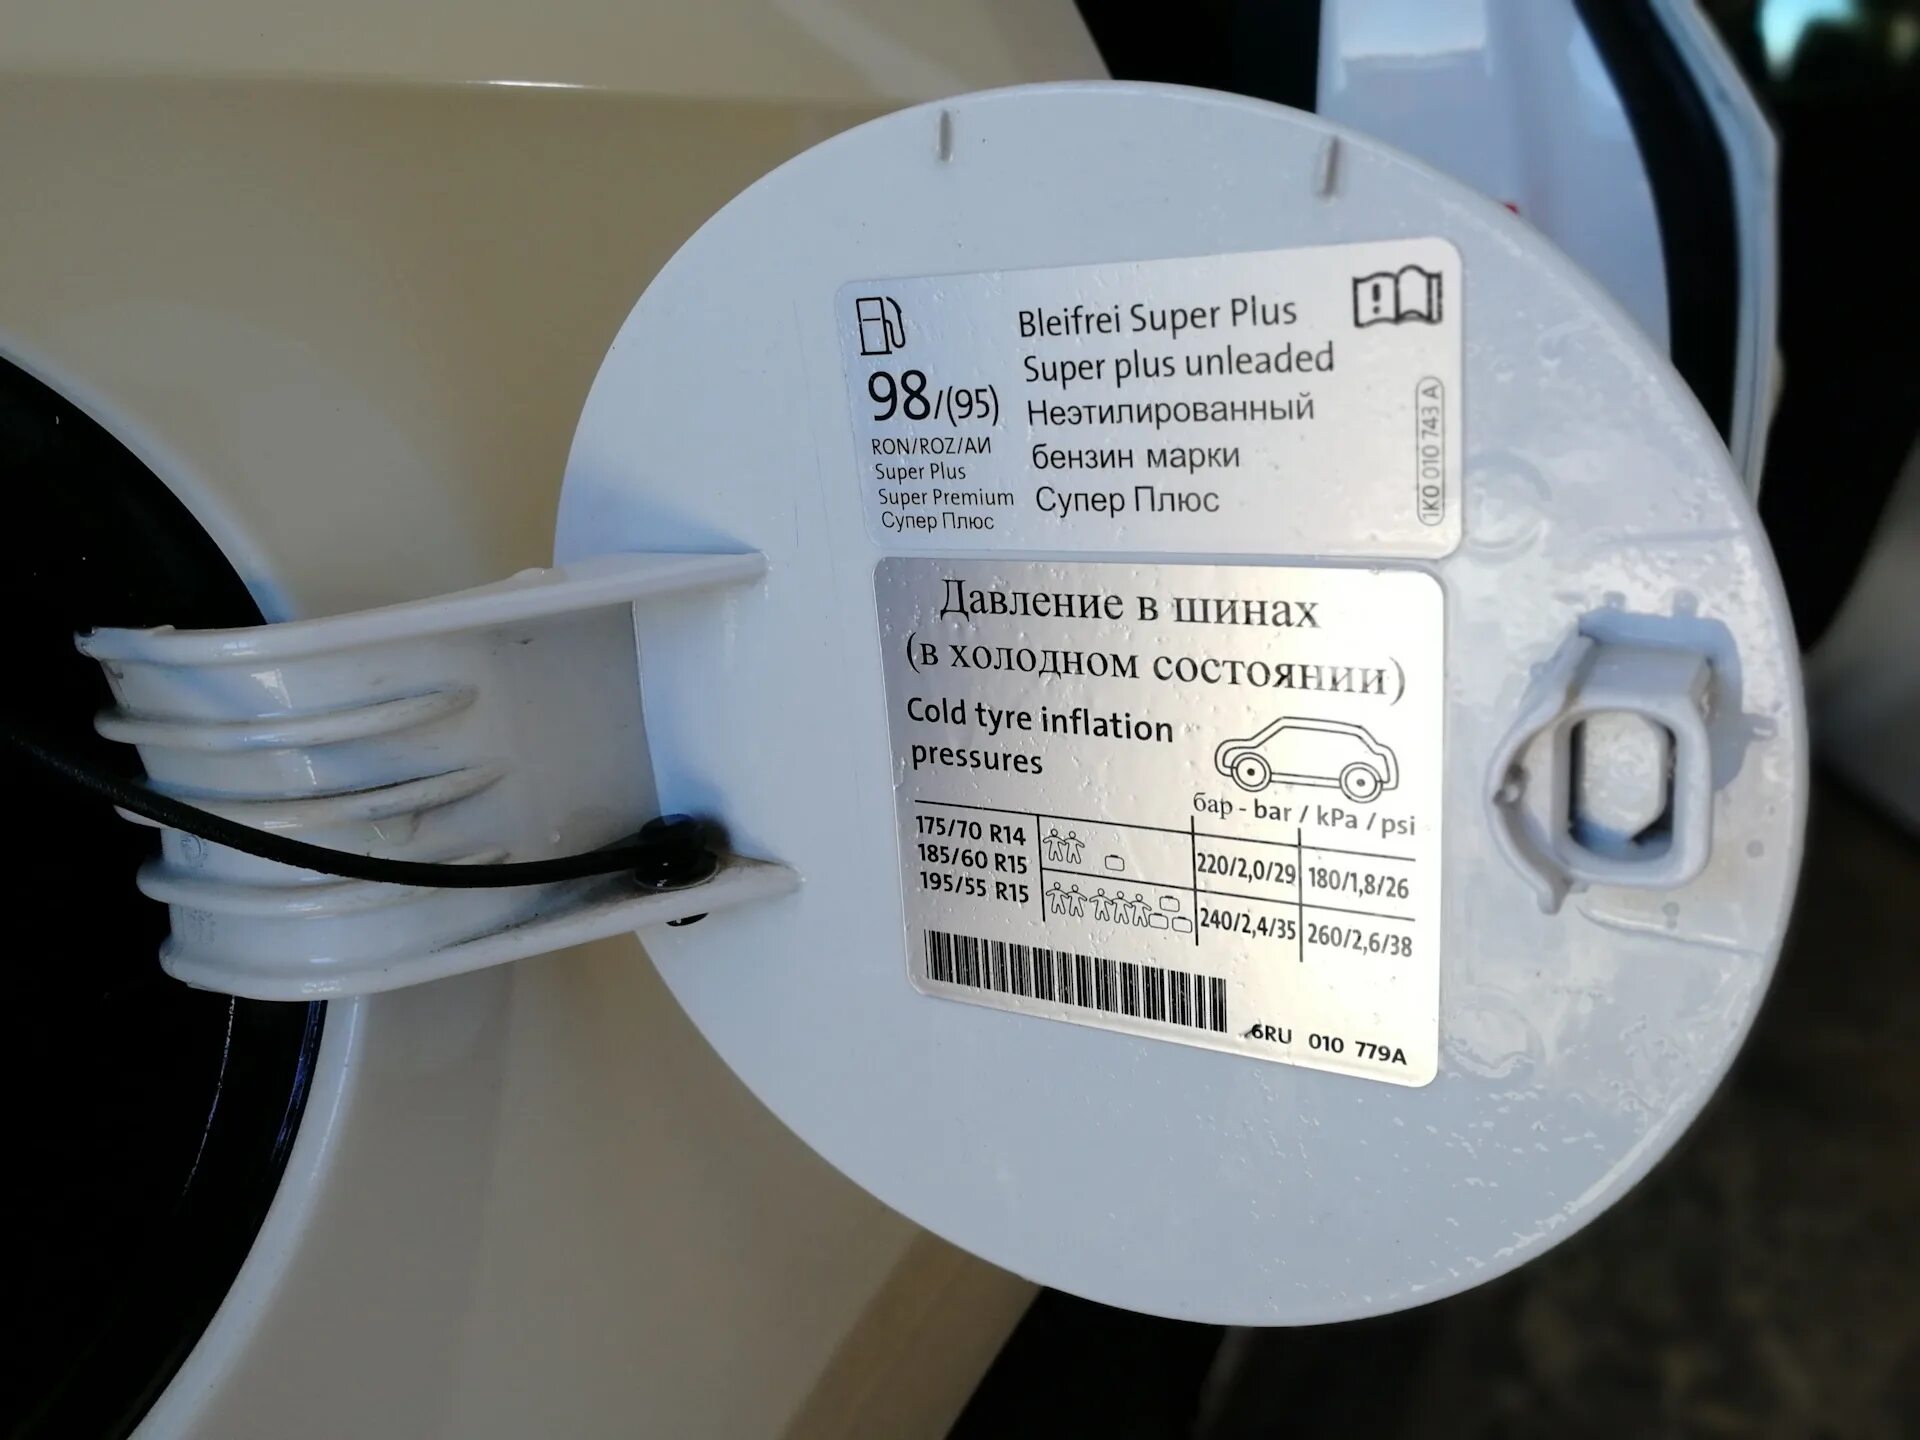 Bleifrei Super Plus
Super plus unleaded
98/(95)
Неэтилированный
бензин марки
Супер Плюс
RON/ROZ/АИ
Super Plus
Super Premium
Супер Плюс
1K0 010 743 A
Давление в шинах
(в холодном состоянии)
Cold tyre inflation
pressures
бар - bar / kPa / psi
175/70 R14
185/60 R15
195/55 R15
220/2,0/29 180/1,8/26
240/2,4/35 260/2,6/38
6RU 010 779A